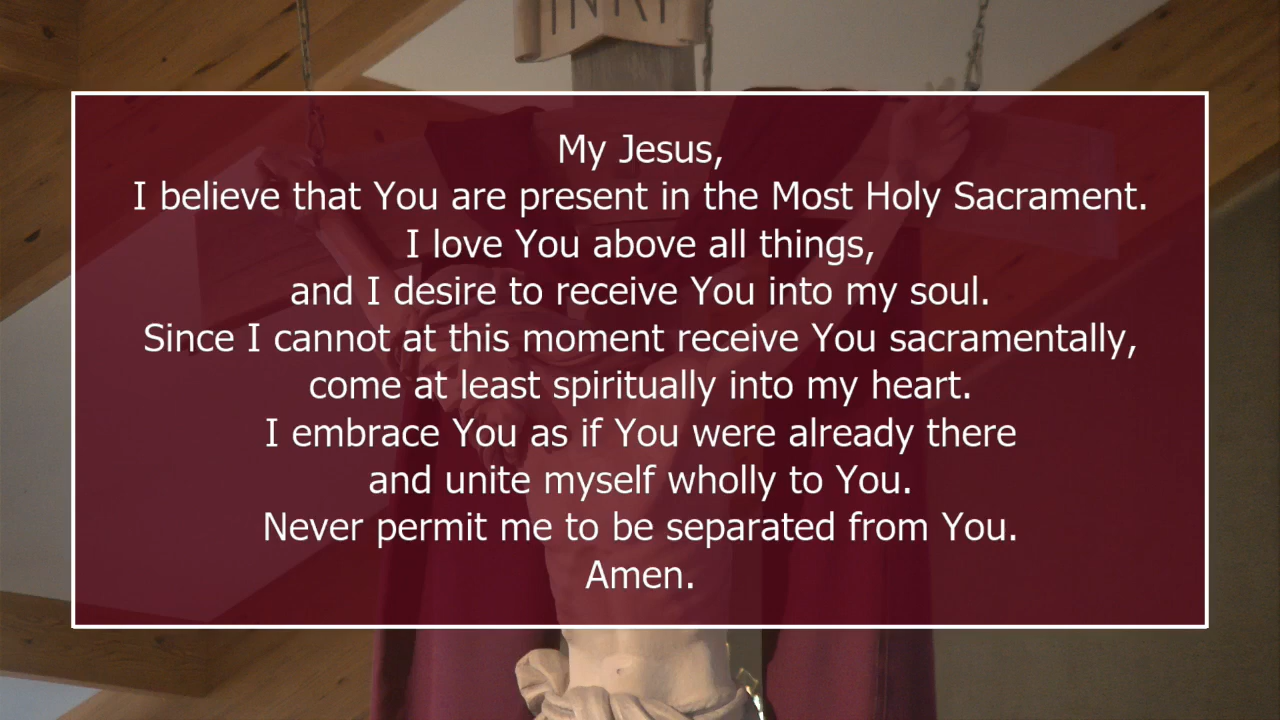 INRI
My Jesus,
I believe that You are present in the Most Holy Sacrament.
I love You above all things,
and I desire to receive You into my soul.
Since I cannot at this moment receive You sacramentally,
come at least spiritually into my heart.
I embrace You as if You were already there
and unite myself wholly to You.
Never permit me to be separated from You.
Amen.